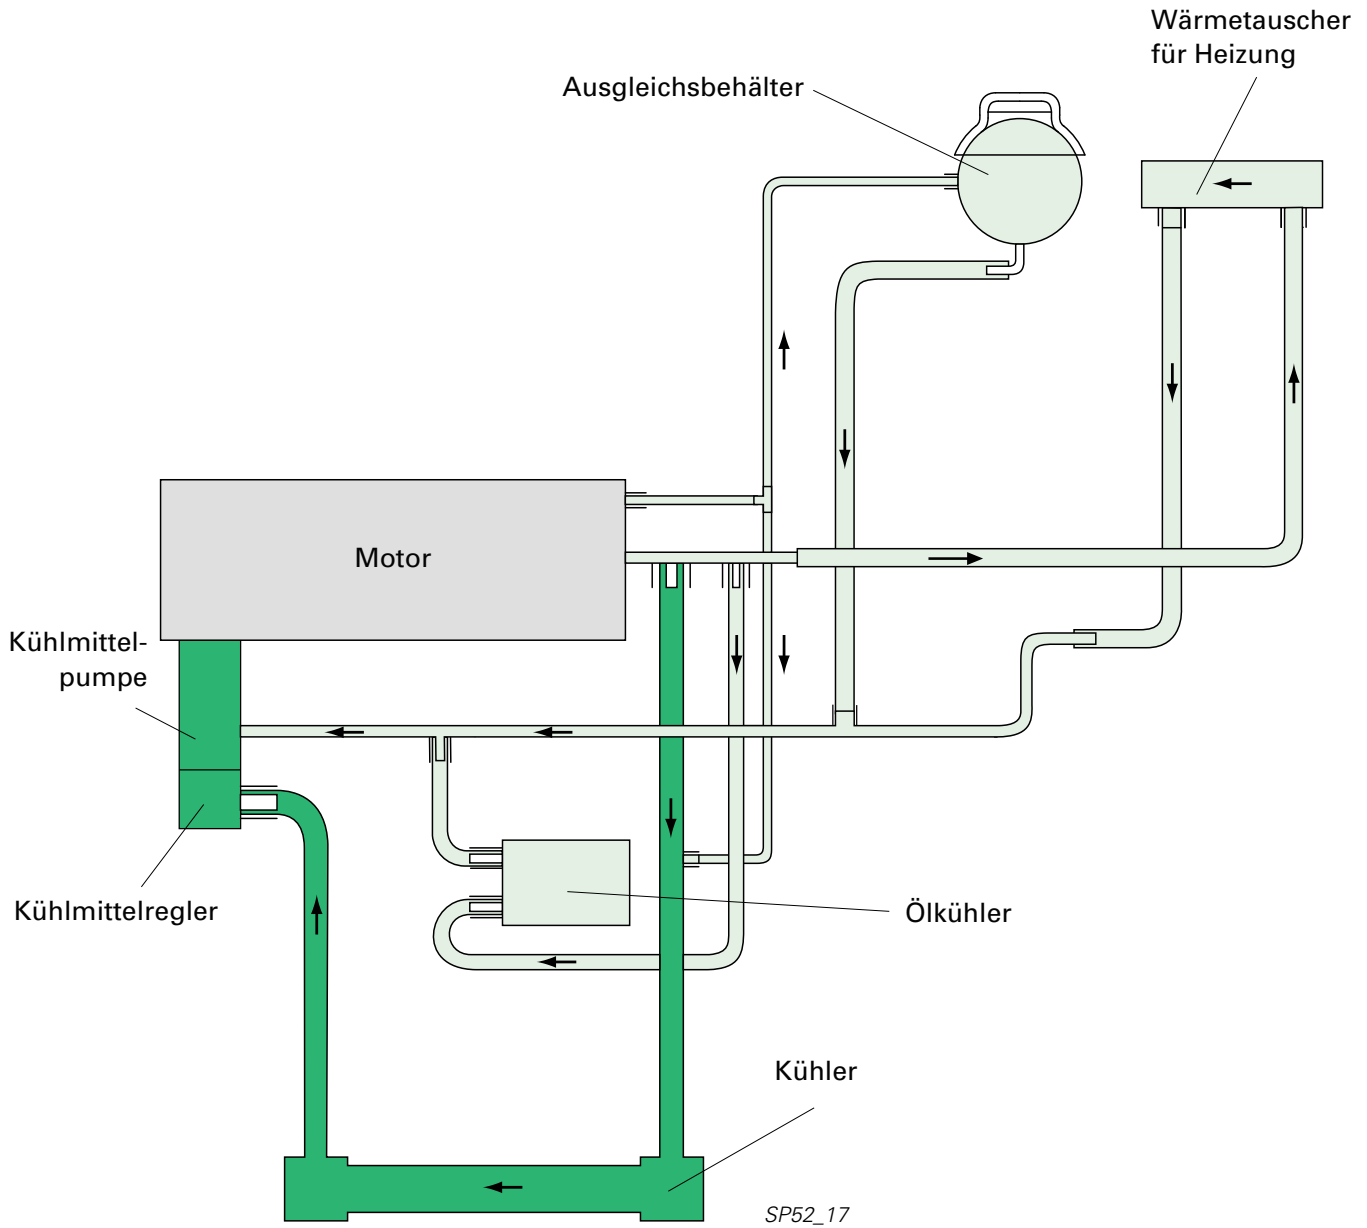 Wärmetauscher
für Heizung
Ausgleichsbehälter
Motor
Kühlmittel-
pumpe
Kühlmittelregler
Ölkühler
Kühler
SP52_17